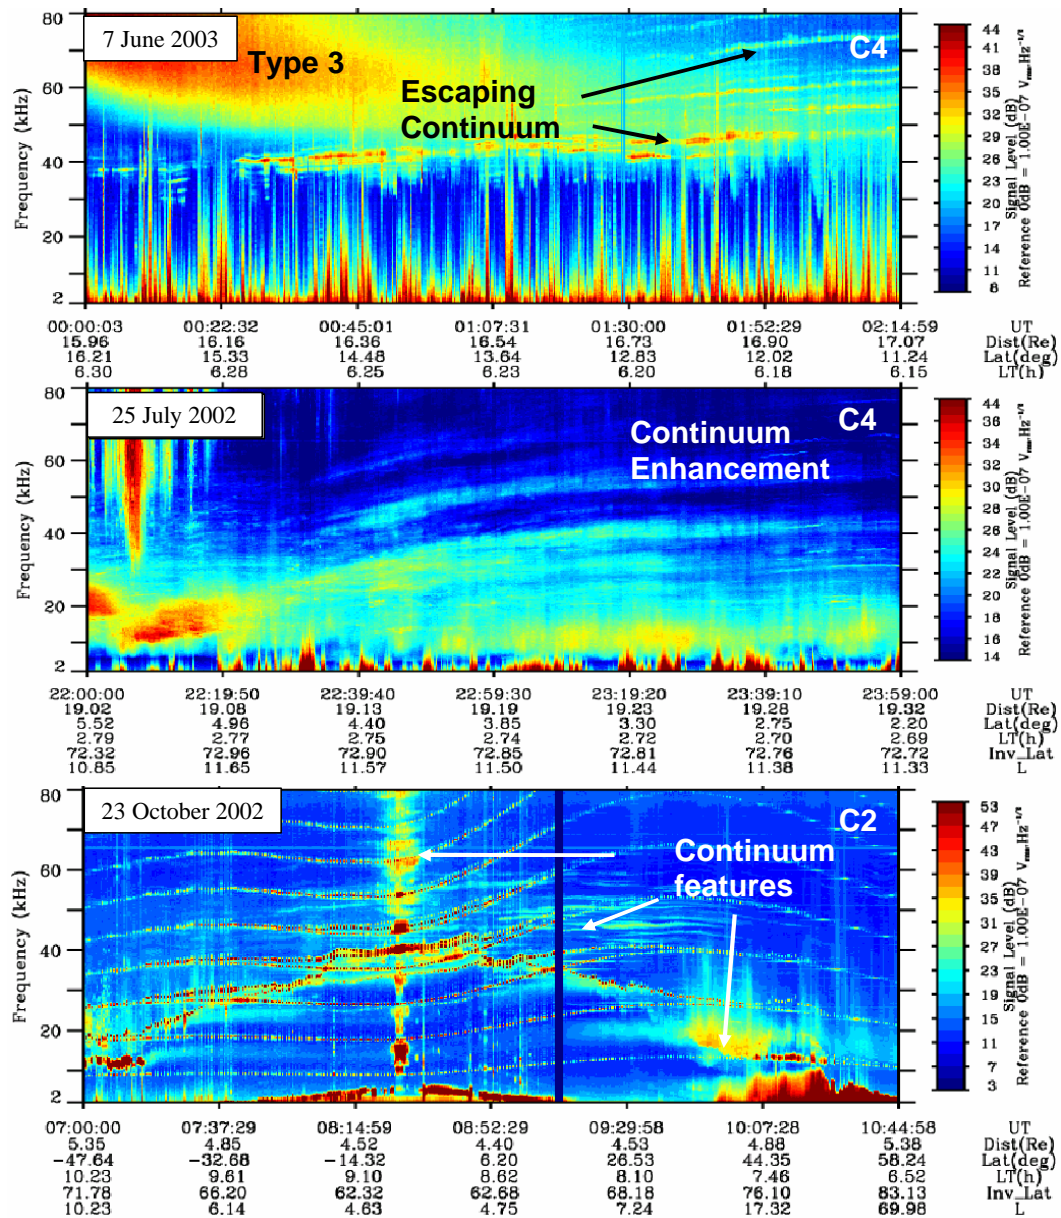 7 June 2003
Type 3
C4
Escaping
Continuum
Frequency (kHz)
80
60
40
20
2
44
41
38
35
32
29
26
23
20
17
14
11
8
Signal Level (dB)
Reference 0dB = 1.00E-07 Vrms Hz-1/2
00:00:03 00:22:32 00:45:01 01:07:31 01:30:00 01:52:29 02:14:59 UT
15.96 16.16 16.36 16.54 16.73 16.90 17.07 Dist(Re)
16.21 15.33 14.48 13.64 12.83 12.02 11.24 Lat(deg)
6.30 6.28 6.25 6.23 6.20 6.18 6.15 LT(h)
25 July 2002
C4
Continuum
Enhancement
Frequency (kHz)
80
60
40
20
2
44
36
34
32
30
28
26
24
22
20
18
16
14
Signal Level (dB)
Reference 0dB = 1.00E-07 Vrms Hz-1/2
22:00:00 22:19:50 22:39:40 22:59:30 23:19:20 23:39:10 23:59:00 UT
19.02 19.08 19.13 19.19 19.23 19.28 19.32 Dist(Re)
5.52 4.96 4.40 3.85 3.30 2.75 2.20 Lat(deg)
2.79 2.77 2.75 2.74 2.72 2.70 2.69 LT(h)
72.32 72.96 72.90 72.85 72.81 72.76 72.72 Inv_Lat
10.85 11.65 11.57 11.50 11.44 11.38 11.33 L
23 October 2002
C2
Continuum
features
Frequency (kHz)
80
60
40
20
2
53
47
43
39
35
31
27
23
19
15
11
7
3
Signal Level (dB)
Reference 0dB = 1.00E-07 Vrms Hz-1/2
07:00:00 07:37:29 08:14:59 08:52:29 09:29:58 10:07:28 10:44:58 UT
5.35 4.85 4.52 4.40 4.53 4.88 5.38 Dist(Re)
-47.64 -32.68 -14.32 6.20 26.53 44.35 58.24 Lat(deg)
10.23 9.61 9.10 8.62 8.10 7.46 6.52 LT(h)
71.78 66.20 62.32 62.68 68.18 76.10 83.13 Inv_Lat
10.23 6.14 4.63 4.75 7.24 17.32 69.98 L